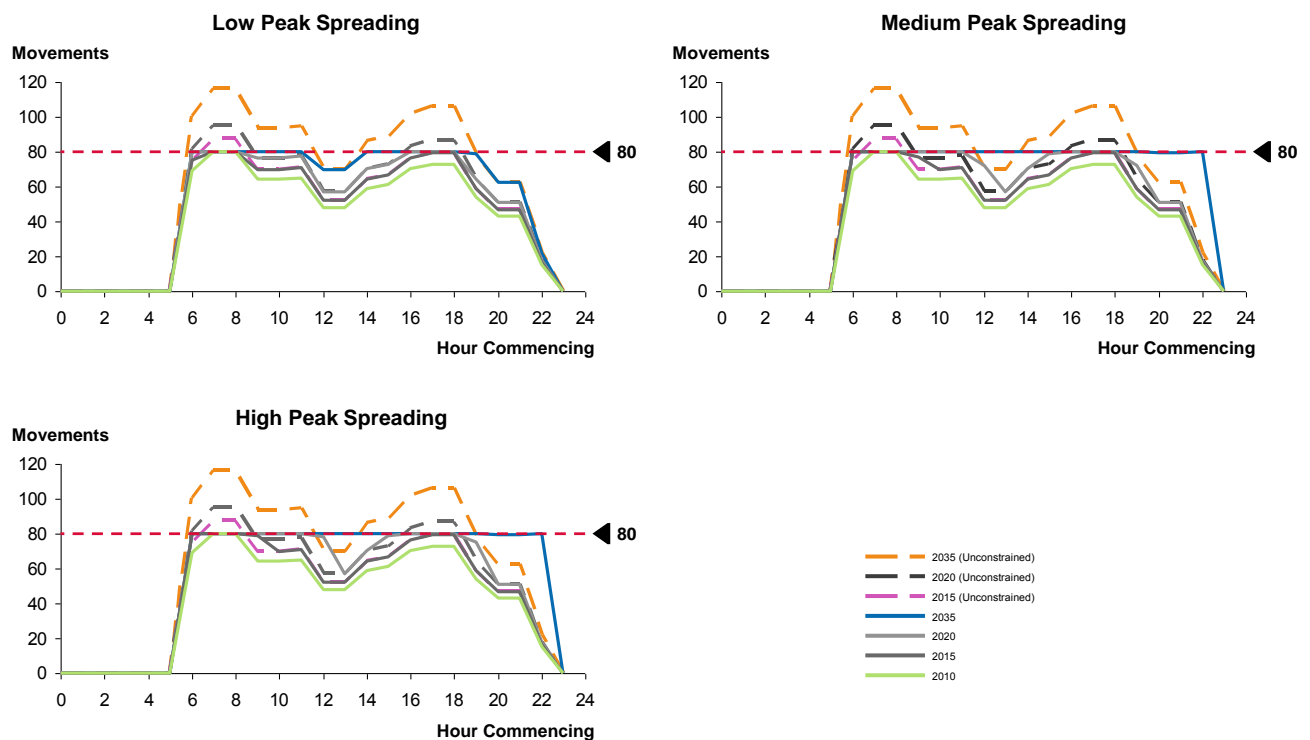 Low Peak Spreading
Movements
120
100
80
60
40
20
0
0 2 4 6 8 10 12 14 16 18 20 22 24
Hour Commencing
80
Medium Peak Spreading
Movements
120
100
80
60
40
20
0
0 2 4 6 8 10 12 14 16 18 20 22 24
Hour Commencing
80
High Peak Spreading
Movements
120
100
80
60
40
20
0
0 2 4 6 8 10 12 14 16 18 20 22 24
Hour Commencing
80
2035 (Unconstrained)
2020 (Unconstrained)
2015 (Unconstrained)
2035
2020
2015
2010